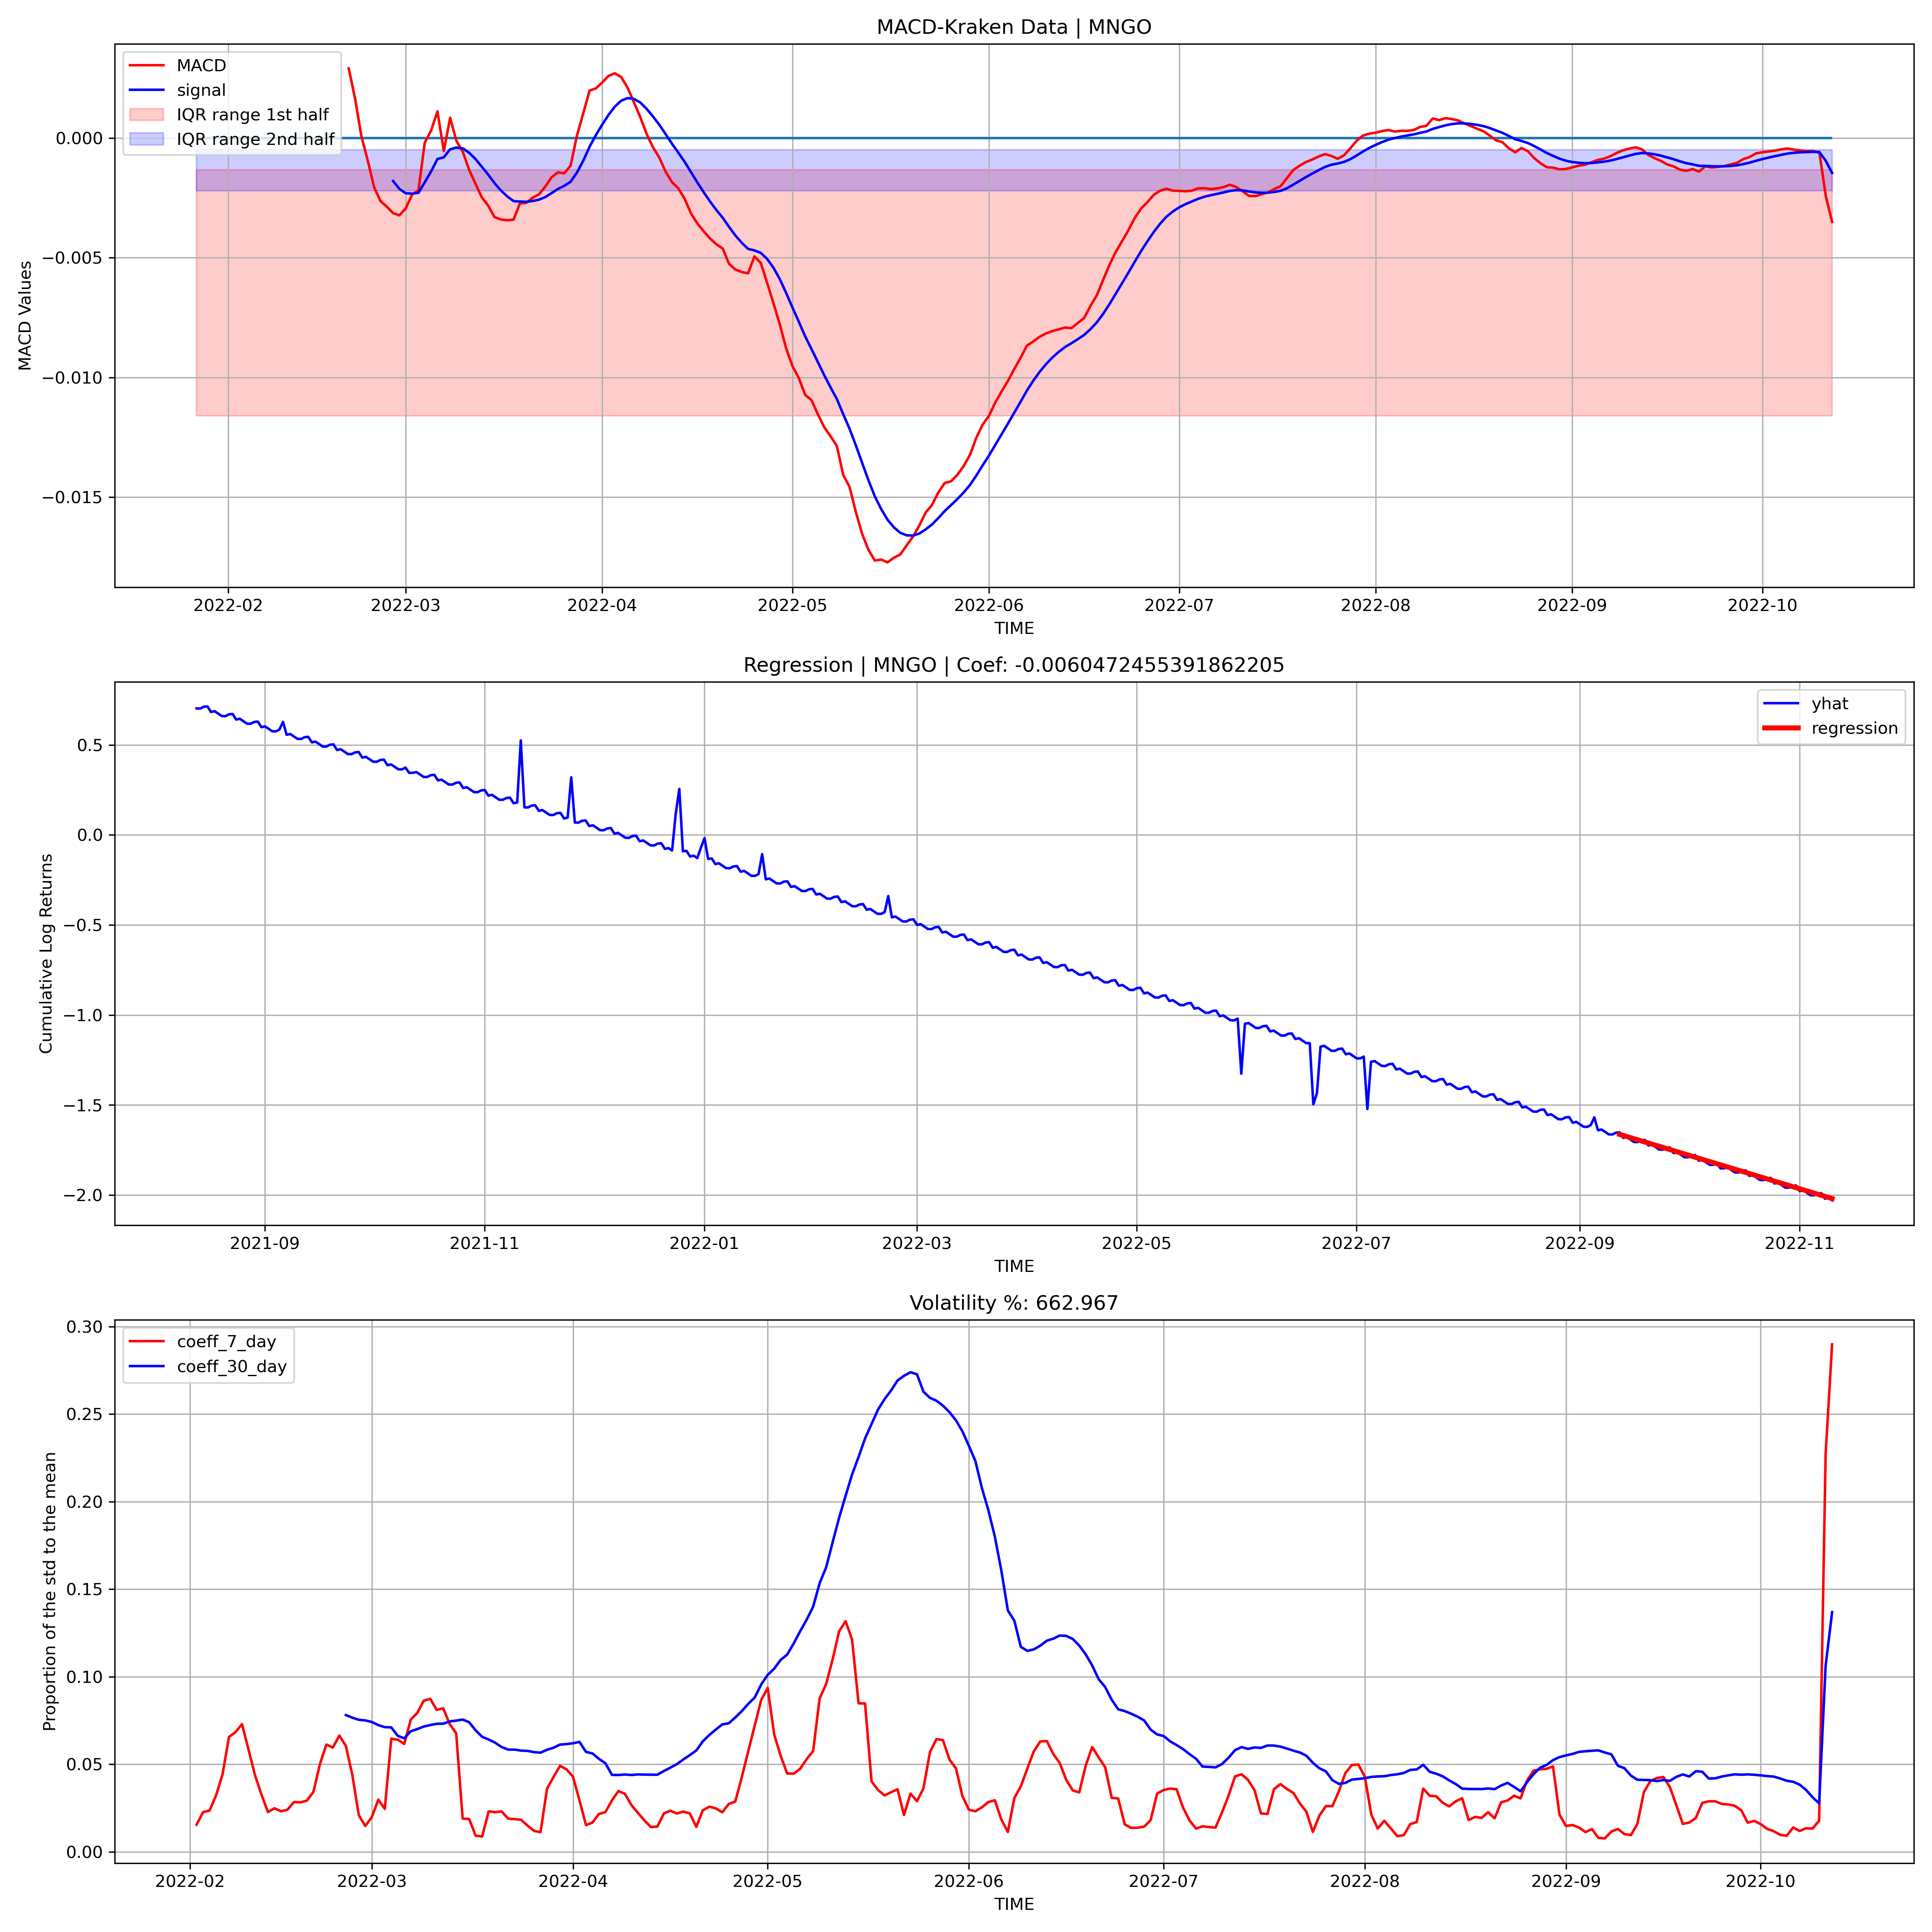 MACD-Kraken Data | MNGO
MACD
signal
IQR range 1st half
IQR range 2nd half
0.000
−0.005
−0.010
−0.015
MACD Values
2022-02 2022-03 2022-04 2022-05 2022-06 2022-07 2022-08 2022-09 2022-10
TIME
Regression | MNGO | Coef: -0.0060472455391862205
yhat
regression
0.5
0.0
−0.5
−1.0
−1.5
−2.0
Cumulative Log Returns
2021-09 2021-11 2022-01 2022-03 2022-05 2022-07 2022-09 2022-11
TIME
Volatility %: 662.967
coeff_7_day
coeff_30_day
0.30
0.25
0.20
0.15
0.10
0.05
0.00
Proportion of the std to the mean
2022-02 2022-03 2022-04 2022-05 2022-06 2022-07 2022-08 2022-09 2022-10
TIME